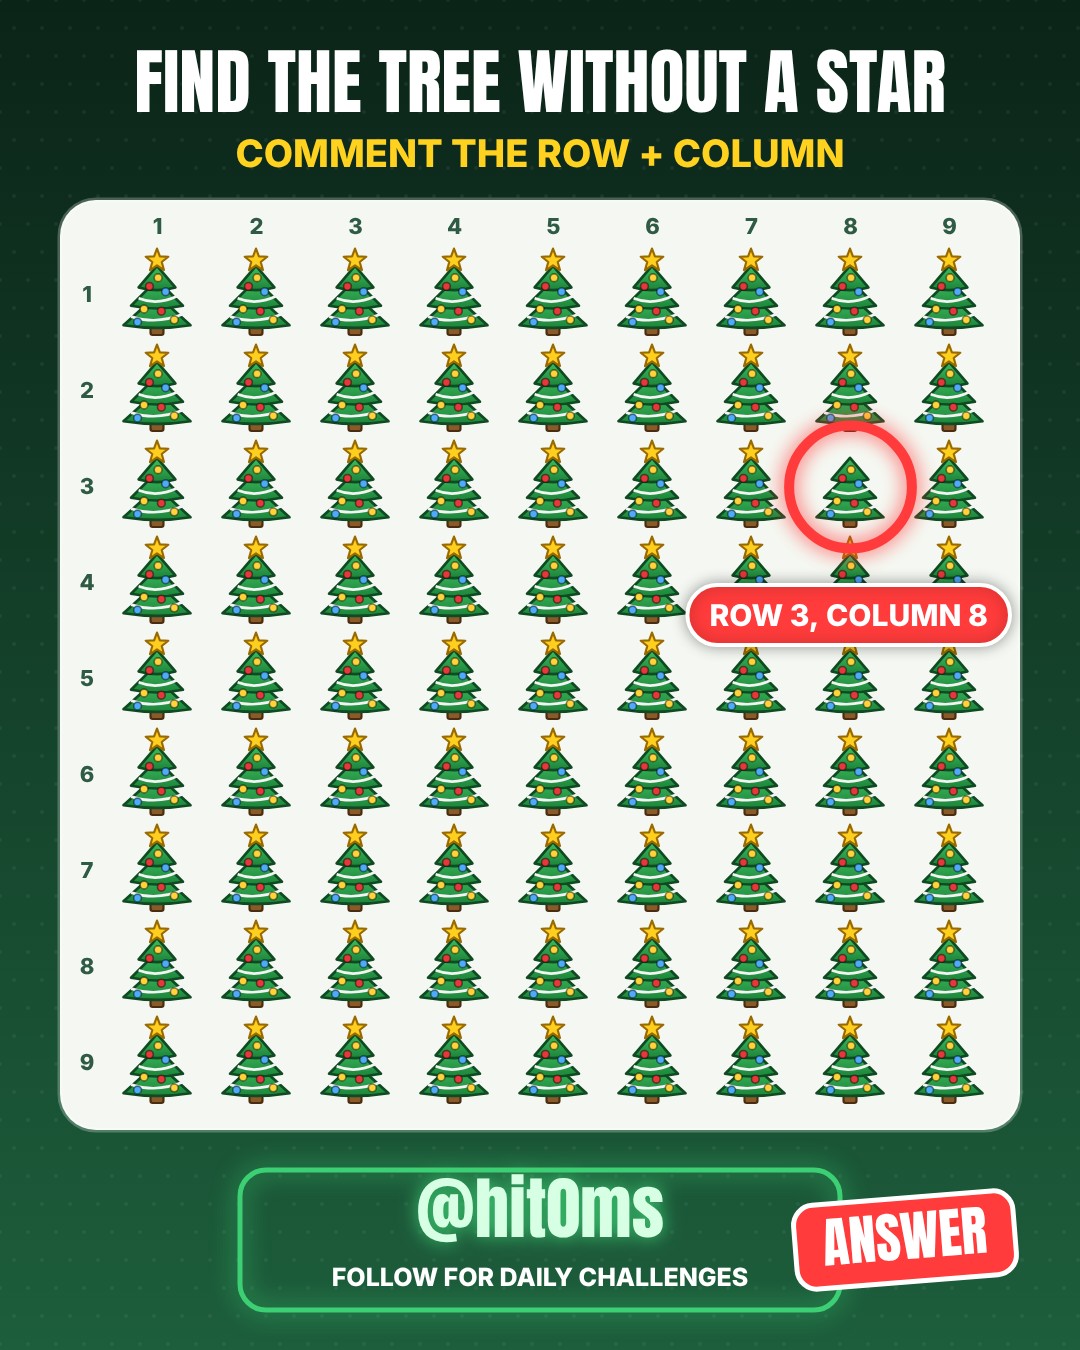 FIND THE TREE WITHOUT A STAR
COMMENT THE ROW + COLUMN
1 2 3 4 5 6 7 8 9
1
2
3
4
ROW 3, COLUMN 8
5
6
7
8
9
@hit0ms
FOLLOW FOR DAILY CHALLENGES
ANSWER